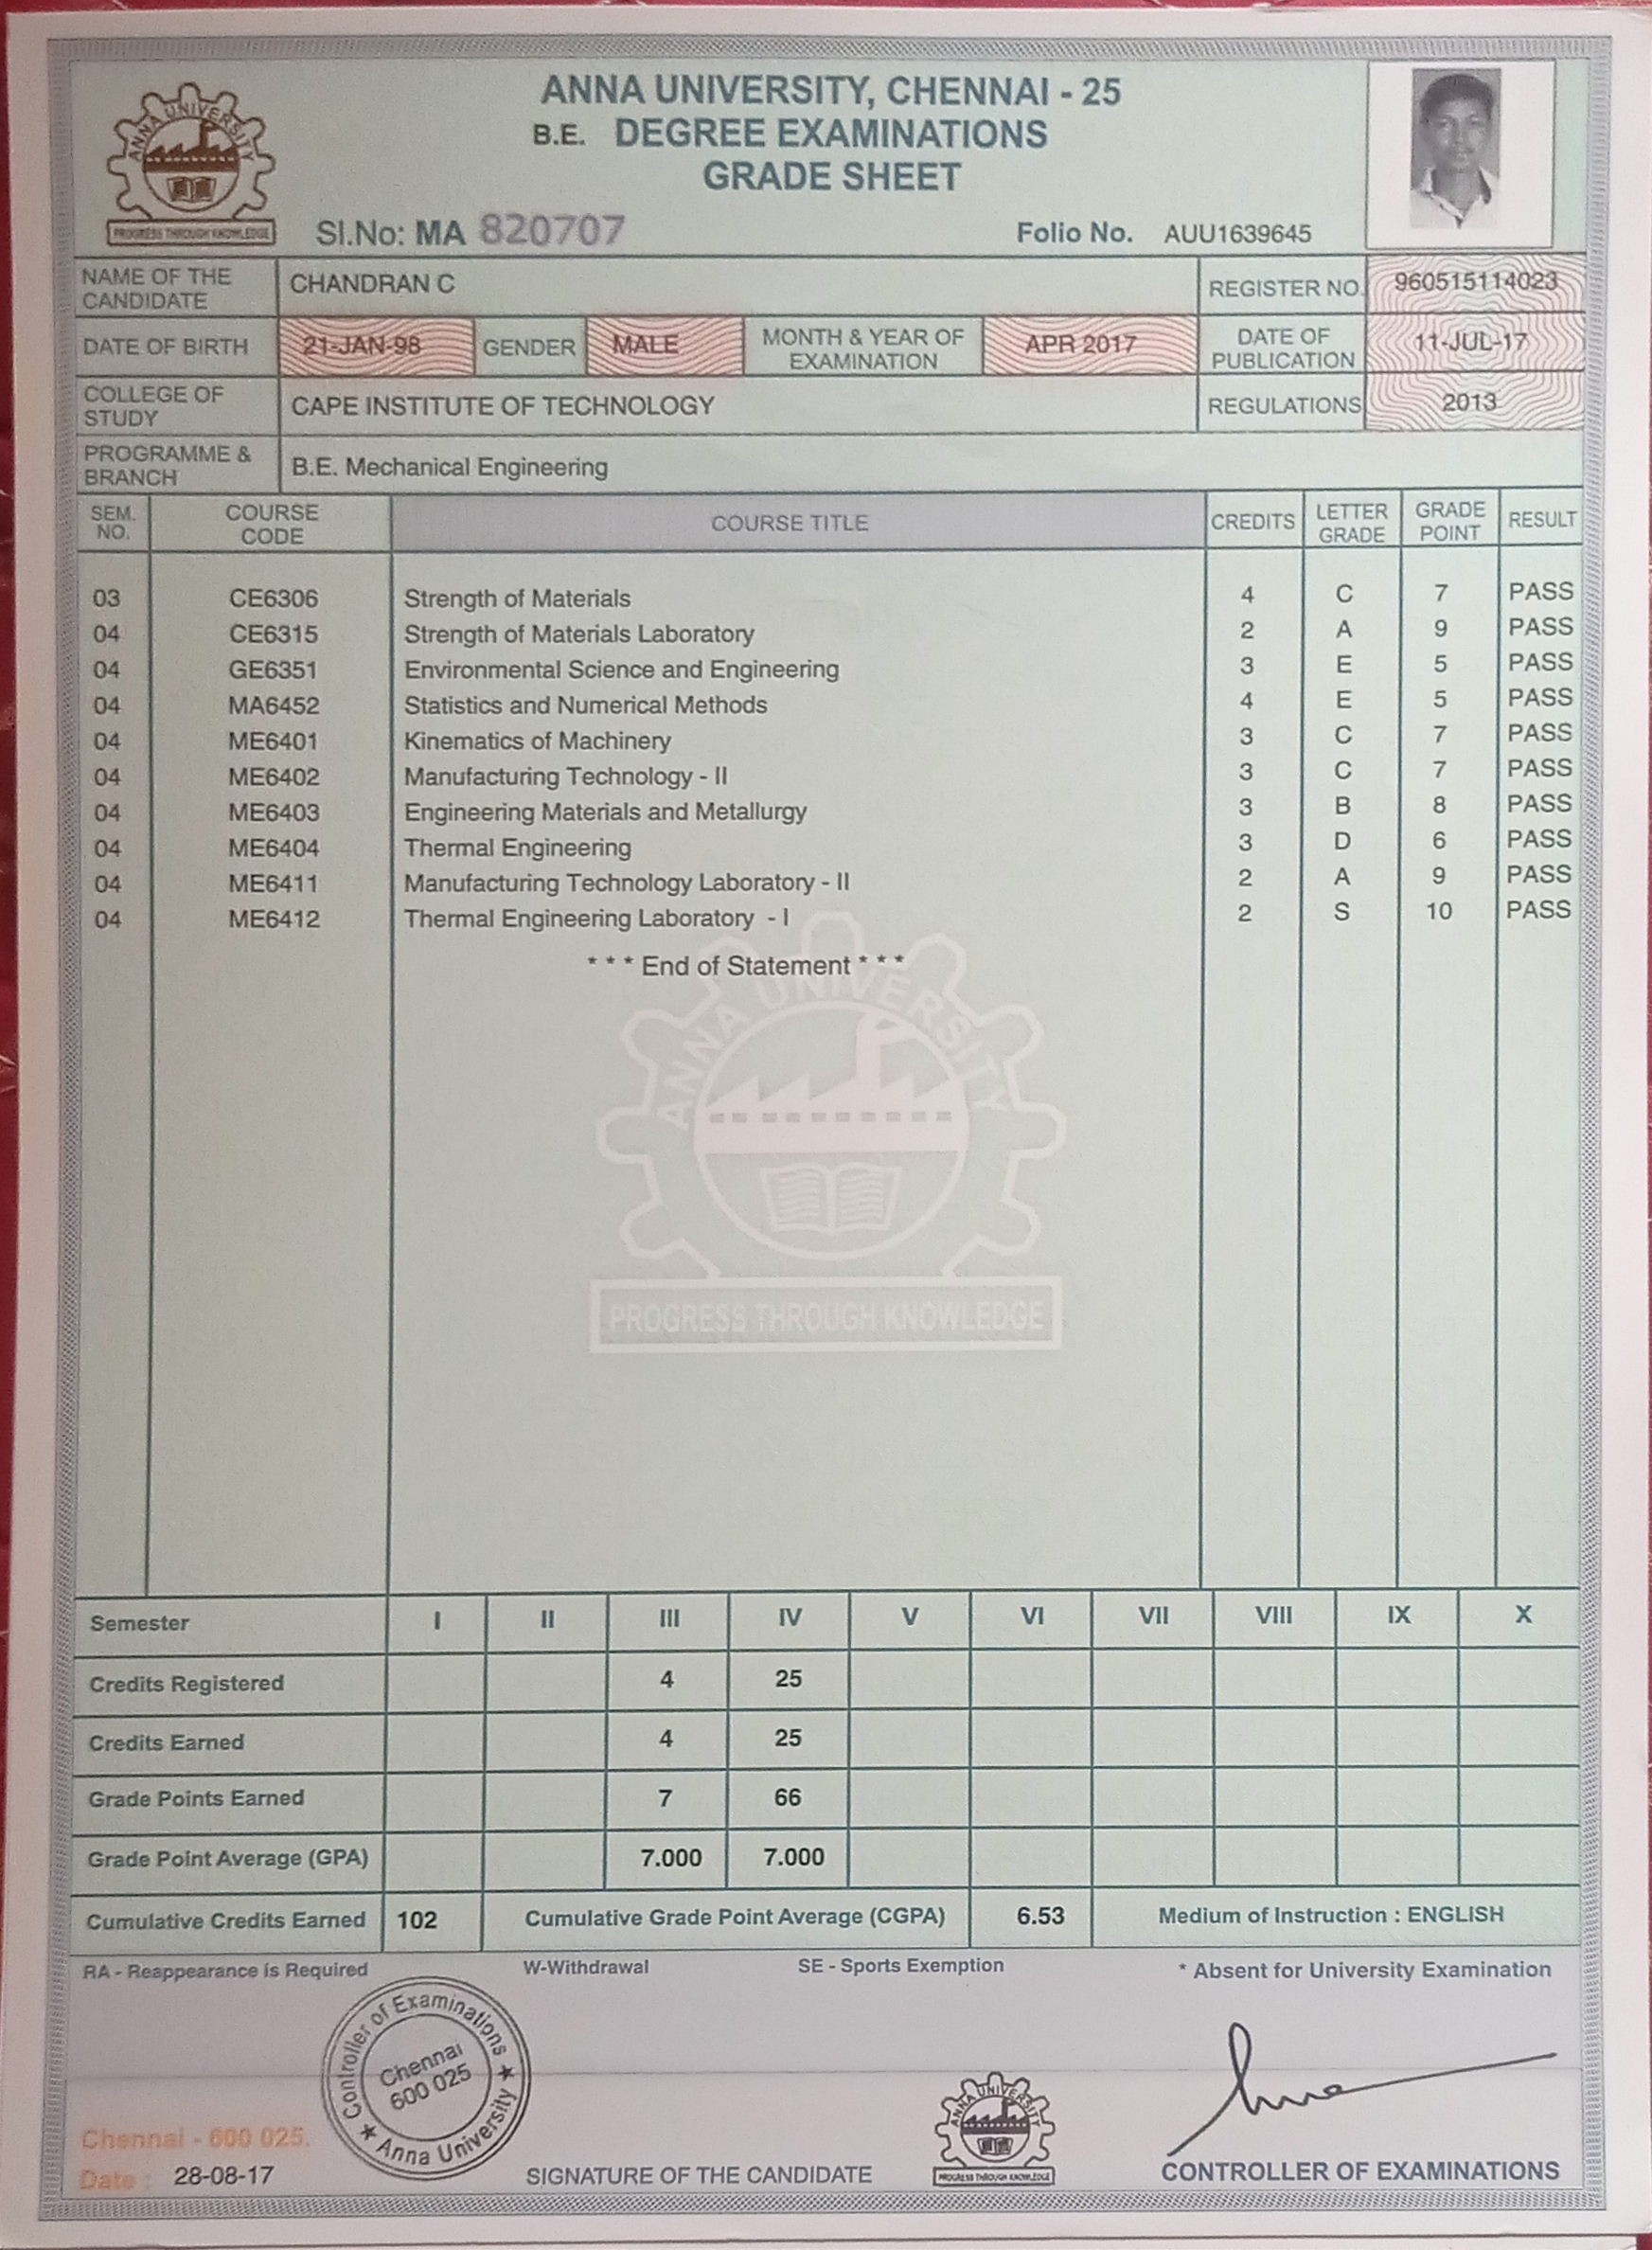 ANNA UNIVERSITY
PROGRESS THROUGH KNOWLEDGE
ANNA UNIVERSITY, CHENNAI - 25
B.E. DEGREE EXAMINATIONS
GRADE SHEET
Sl.No: MA 820707
Folio No. AUU1639645
NAME OF THE CANDIDATE CHANDRAN C REGISTER NO. 960515114023
DATE OF BIRTH 21-JAN-98 GENDER MALE MONTH & YEAR OF EXAMINATION APR 2017 DATE OF PUBLICATION 11-JUL-17
COLLEGE OF STUDY CAPE INSTITUTE OF TECHNOLOGY REGULATIONS 2013
PROGRAMME & BRANCH B.E. Mechanical Engineering
SEM. NO. COURSE CODE COURSE TITLE CREDITS LETTER GRADE GRADE POINT RESULT
03 CE6306 Strength of Materials 4 C 7 PASS
04 CE6315 Strength of Materials Laboratory 2 A 9 PASS
04 GE6351 Environmental Science and Engineering 3 E 5 PASS
04 MA6452 Statistics and Numerical Methods 4 E 5 PASS
04 ME6401 Kinematics of Machinery 3 C 7 PASS
04 ME6402 Manufacturing Technology - II 3 C 7 PASS
04 ME6403 Engineering Materials and Metallurgy 3 B 8 PASS
04 ME6404 Thermal Engineering 3 D 6 PASS
04 ME6411 Manufacturing Technology Laboratory - II 2 A 9 PASS
04 ME6412 Thermal Engineering Laboratory - I 2 S 10 PASS
* * * End of Statement * * *
ANNA UNIVERSITY
PROGRESS THROUGH KNOWLEDGE
Semester I II III IV V VI VII VIII IX X
Credits Registered 4 25
Credits Earned 4 25
Grade Points Earned 7 66
Grade Point Average (GPA) 7.000 7.000
Cumulative Credits Earned 102 Cumulative Grade Point Average (CGPA) 6.53 Medium of Instruction : ENGLISH
RA - Reappearance is Required W-Withdrawal SE - Sports Exemption * Absent for University Examination
Controller of Examinations
Chennai
600 025
★ Anna University ★
Chennai - 600 025.
Date : 28-08-17
SIGNATURE OF THE CANDIDATE
ANNA UNIVERSITY
PROGRESS THROUGH KNOWLEDGE
CONTROLLER OF EXAMINATIONS